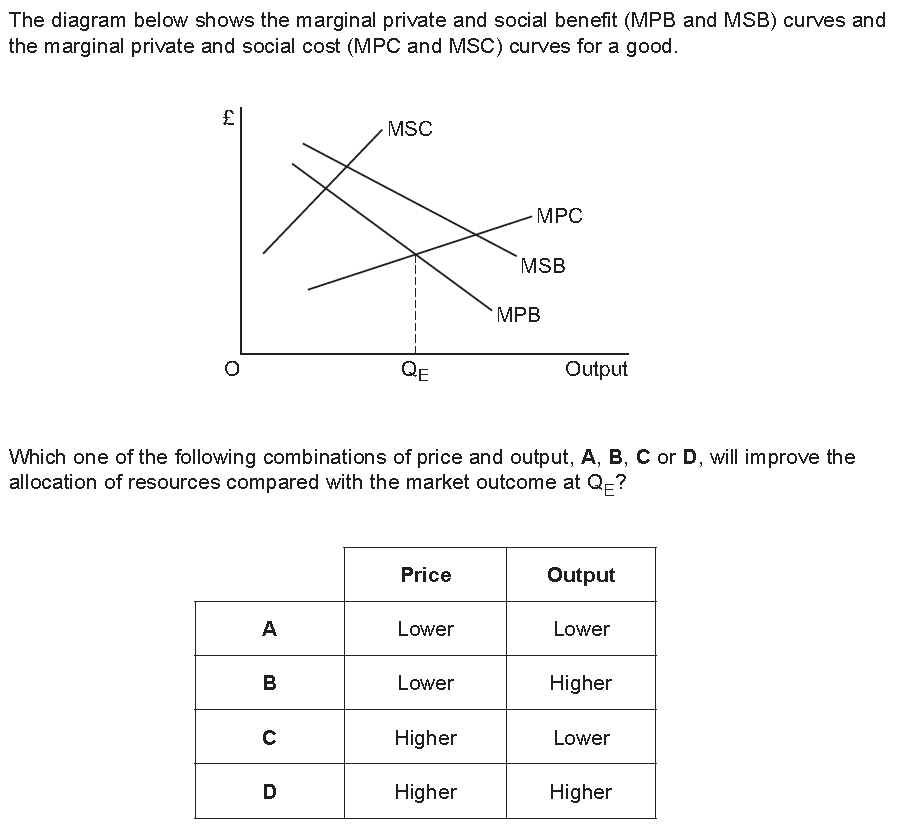 The diagram below shows the marginal private and social benefit (MPB and MSB) curves and
the marginal private and social cost (MPC and MSC) curves for a good.
£
MSC
MPC
MSB
MPB
O
QE
Output
Which one of the following combinations of price and output, A, B, C or D, will improve the
allocation of resources compared with the market outcome at QE?
Price Output
A Lower Lower
B Lower Higher
C Higher Lower
D Higher Higher